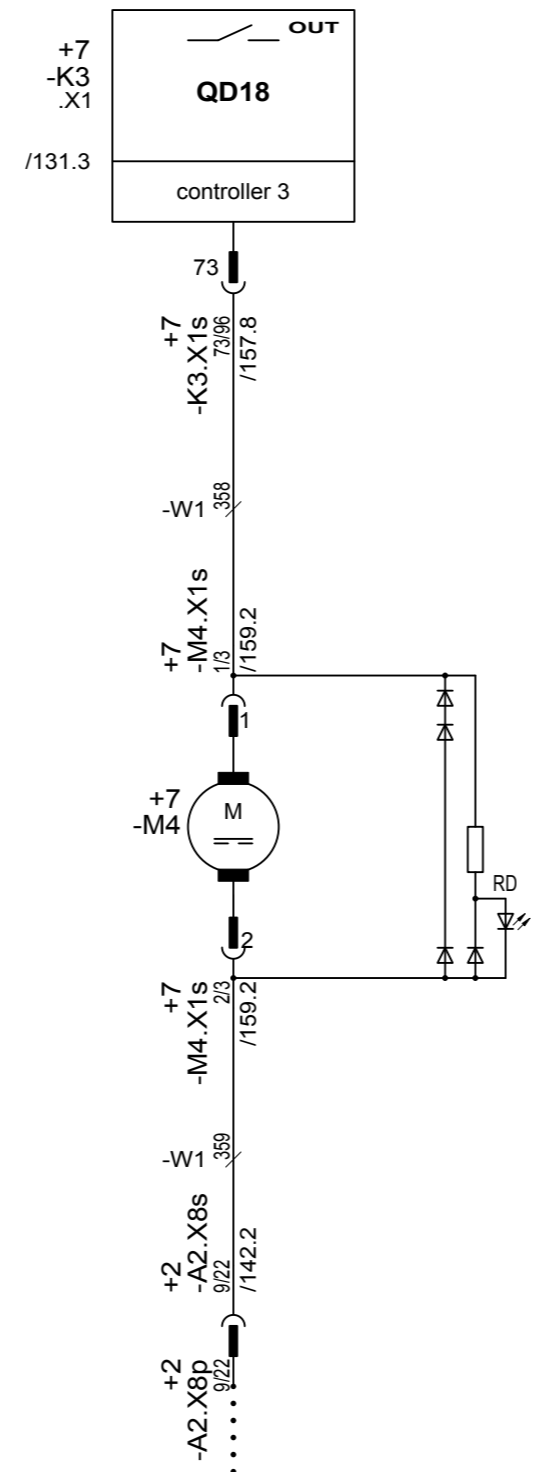 OUT
+7
-K3
.X1
QD18
/131.3
controller 3
73
+7
-K3.X1s
73/96
/157.8
-W1
358
+7
-M4.X1s
1/3
/159.2
1
+7
-M4
M
RD
2
+7
-M4.X1s
2/3
/159.2
-W1
359
+2
-A2.X8s
9/22
/142.2
+2
-A2.X8p
9/22